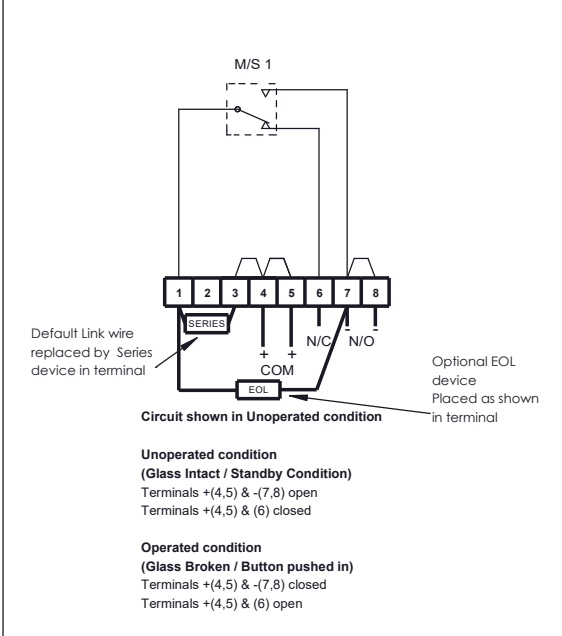 M/S 1
1 2 3 4 5 6 7 8
SERIES
+ + N/C - N/O -
COM
EOL
Default Link wire
replaced by Series
device in terminal
Optional EOL
device
Placed as shown
in terminal
Circuit shown in Unoperated condition
Unoperated condition
(Glass Intact / Standby Condition)
Terminals +(4,5) & -(7,8) open
Terminals +(4,5) & (6) closed
Operated condition
(Glass Broken / Button pushed in)
Terminals +(4,5) & -(7,8) closed
Terminals +(4,5) & (6) open